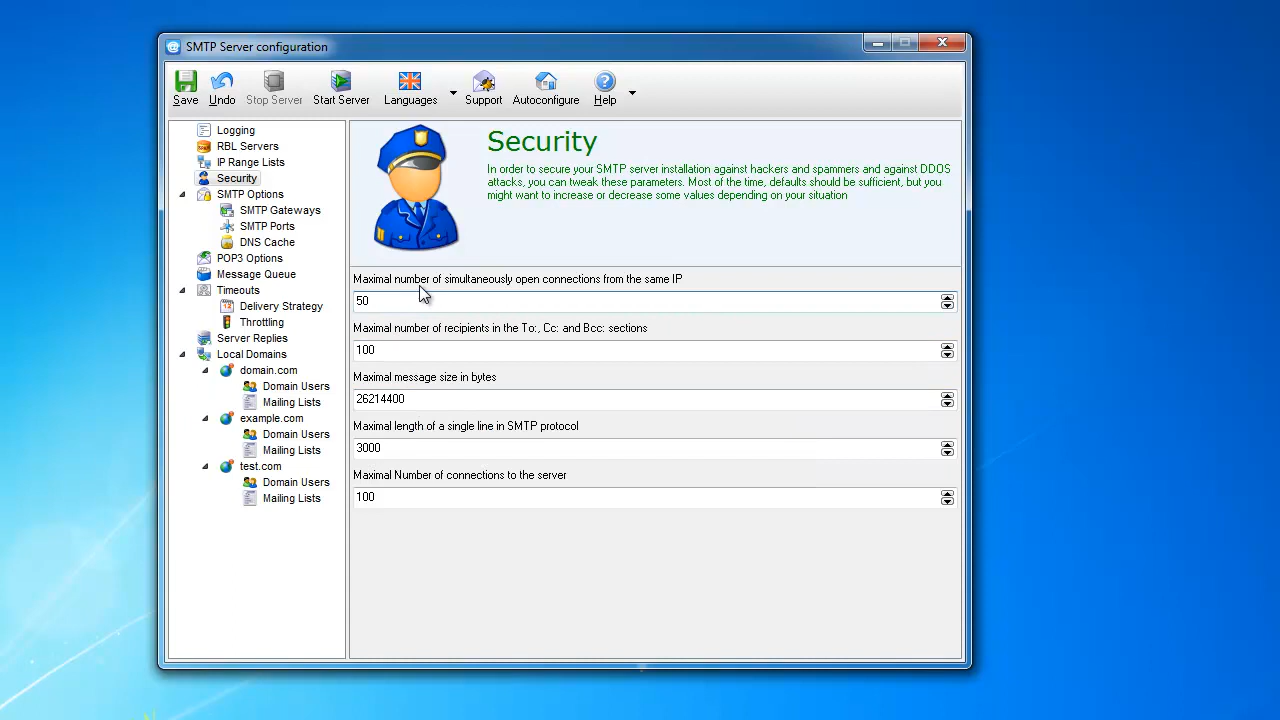 SMTP Server configuration
Save Undo Stop Server Start Server Languages Support Autoconfigure Help
Logging
RBL Servers
IP Range Lists
Security
SMTP Options
SMTP Gateways
SMTP Ports
DNS Cache
POP3 Options
Message Queue
Timeouts
Delivery Strategy
Throttling
Server Replies
Local Domains
domain.com
Domain Users
Mailing Lists
example.com
Domain Users
Mailing Lists
test.com
Domain Users
Mailing Lists
Security
In order to secure your SMTP server installation against hackers and spammers and against DDOS
attacks, you can tweak these parameters. Most of the time, defaults should be sufficient, but you
might want to increase or decrease some values depending on your situation
Maximal number of simultaneously open connections from the same IP
50
Maximal number of recipients in the To:, Cc: and Bcc: sections
100
Maximal message size in bytes
26214400
Maximal length of a single line in SMTP protocol
3000
Maximal Number of connections to the server
100